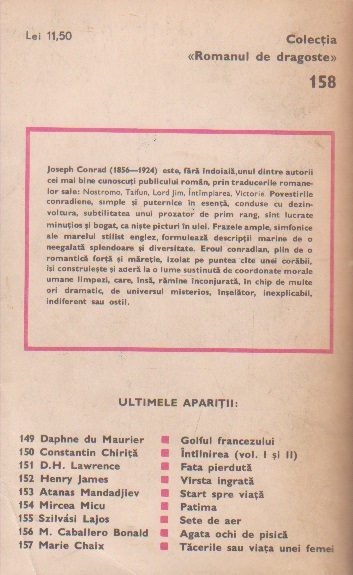 Lei 11,50
Colecția
«Romanul de dragoste»
158
Joseph Conrad (1856—1924) este, fără îndoială, unul dintre autorii
cei mai bine cunoscuți publicului român, prin traducerile romane-
lor sale: Nostromo, Taifun, Lord Jim, Întîmplarea, Victorie. Povestirile
conradiene, simple și puternice în esență, conduse cu dezin-
voltura, subtilitatea unui prozator de prim rang, sînt lucrate
minuțios și bogat, ca niște picturi în ulei. Frazele ample, simfonice
ale marelui stilist englez, formulează descripții marine de o
neegalată splendoare și diversitate. Eroul conradian, plin de o
romantică forță și măreție, izolat pe puntea cîte unei corăbii,
își construiește și aderă la o lume susținută de coordonate morale
umane limpezi, care, însă, rămîne înconjurată, în chip de multe
ori dramatic, de universul misterios, înșelător, inexplicabil,
indiferent sau ostil.
ULTIMELE APARIȚII:
149 Daphne du Maurier Golful francezului
150 Constantin Chiriță Întîlnirea (vol. I și II)
151 D.H. Lawrence Fata pierdută
152 Henry James Vîrsta ingrată
153 Atanas Mandadjiev Start spre viață
154 Mircea Micu Patima
155 Szilvási Lajos Sete de aer
156 M. Caballero Bonald Agata ochi de pisică
157 Marie Chaix Tăcerile sau viața unei femei